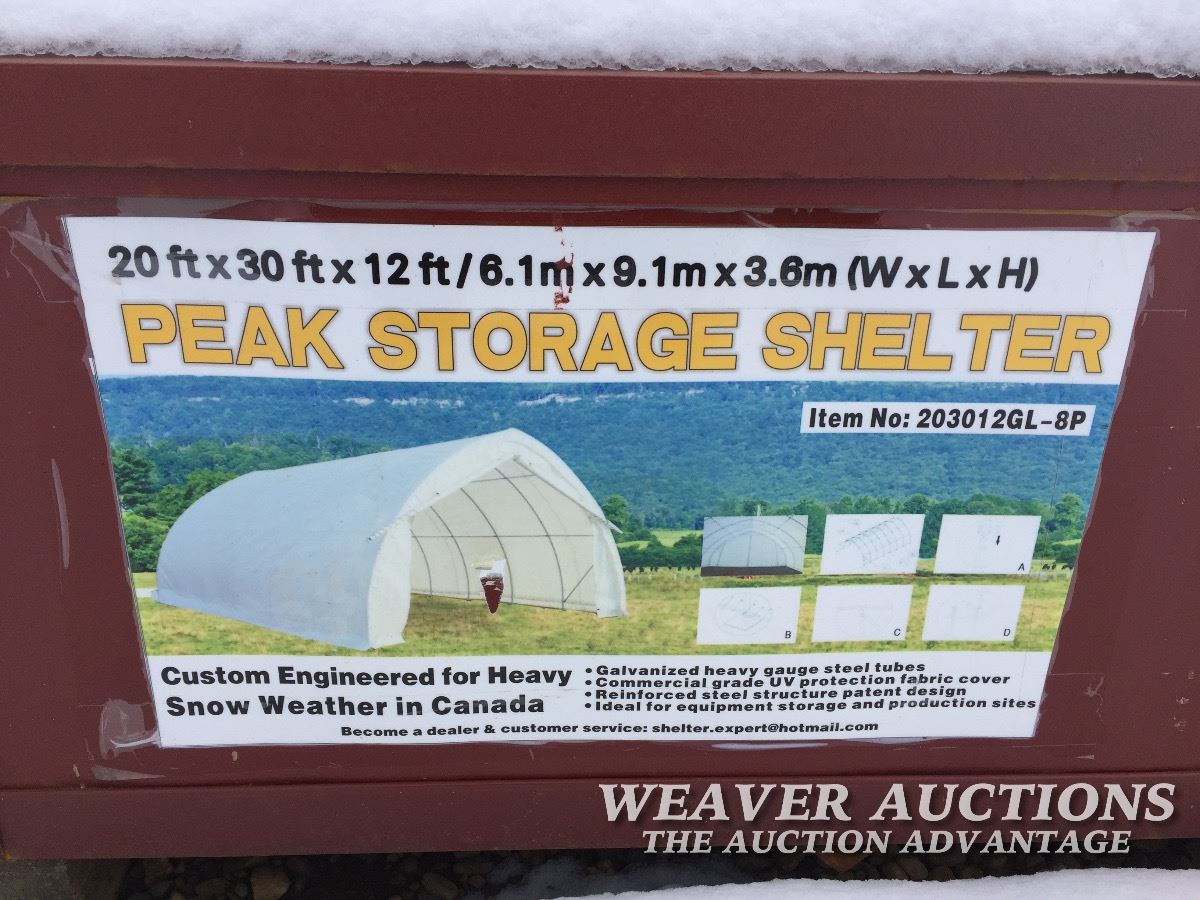 20 ft x 30 ft x 12 ft / 6.1m x 9.1m x 3.6m (W x L x H)
PEAK STORAGE SHELTER
Item No: 203012GL-8P
A
B
C
D
Custom Engineered for Heavy
Snow Weather in Canada
•Galvanized heavy gauge steel tubes
•Commercial grade UV protection fabric cover
•Reinforced steel structure patent design
•Ideal for equipment storage and production sites
Become a dealer & customer service: shelter.expert@hotmail.com
WEAVER AUCTIONS
THE AUCTION ADVANTAGE